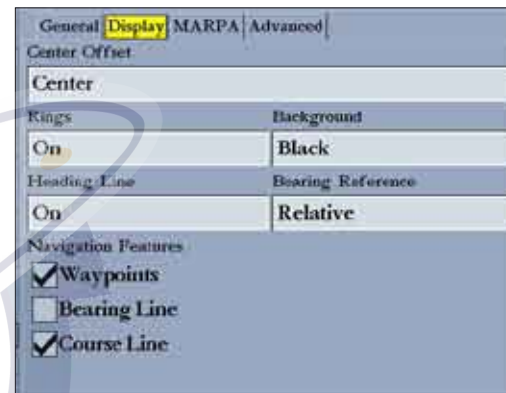 General Display MARPA Advanced
Center Offset
Center
Rings Background
On Black
Heading Line Bearing Reference
On Relative
Navigation Features
Waypoints
Bearing Line
Course Line